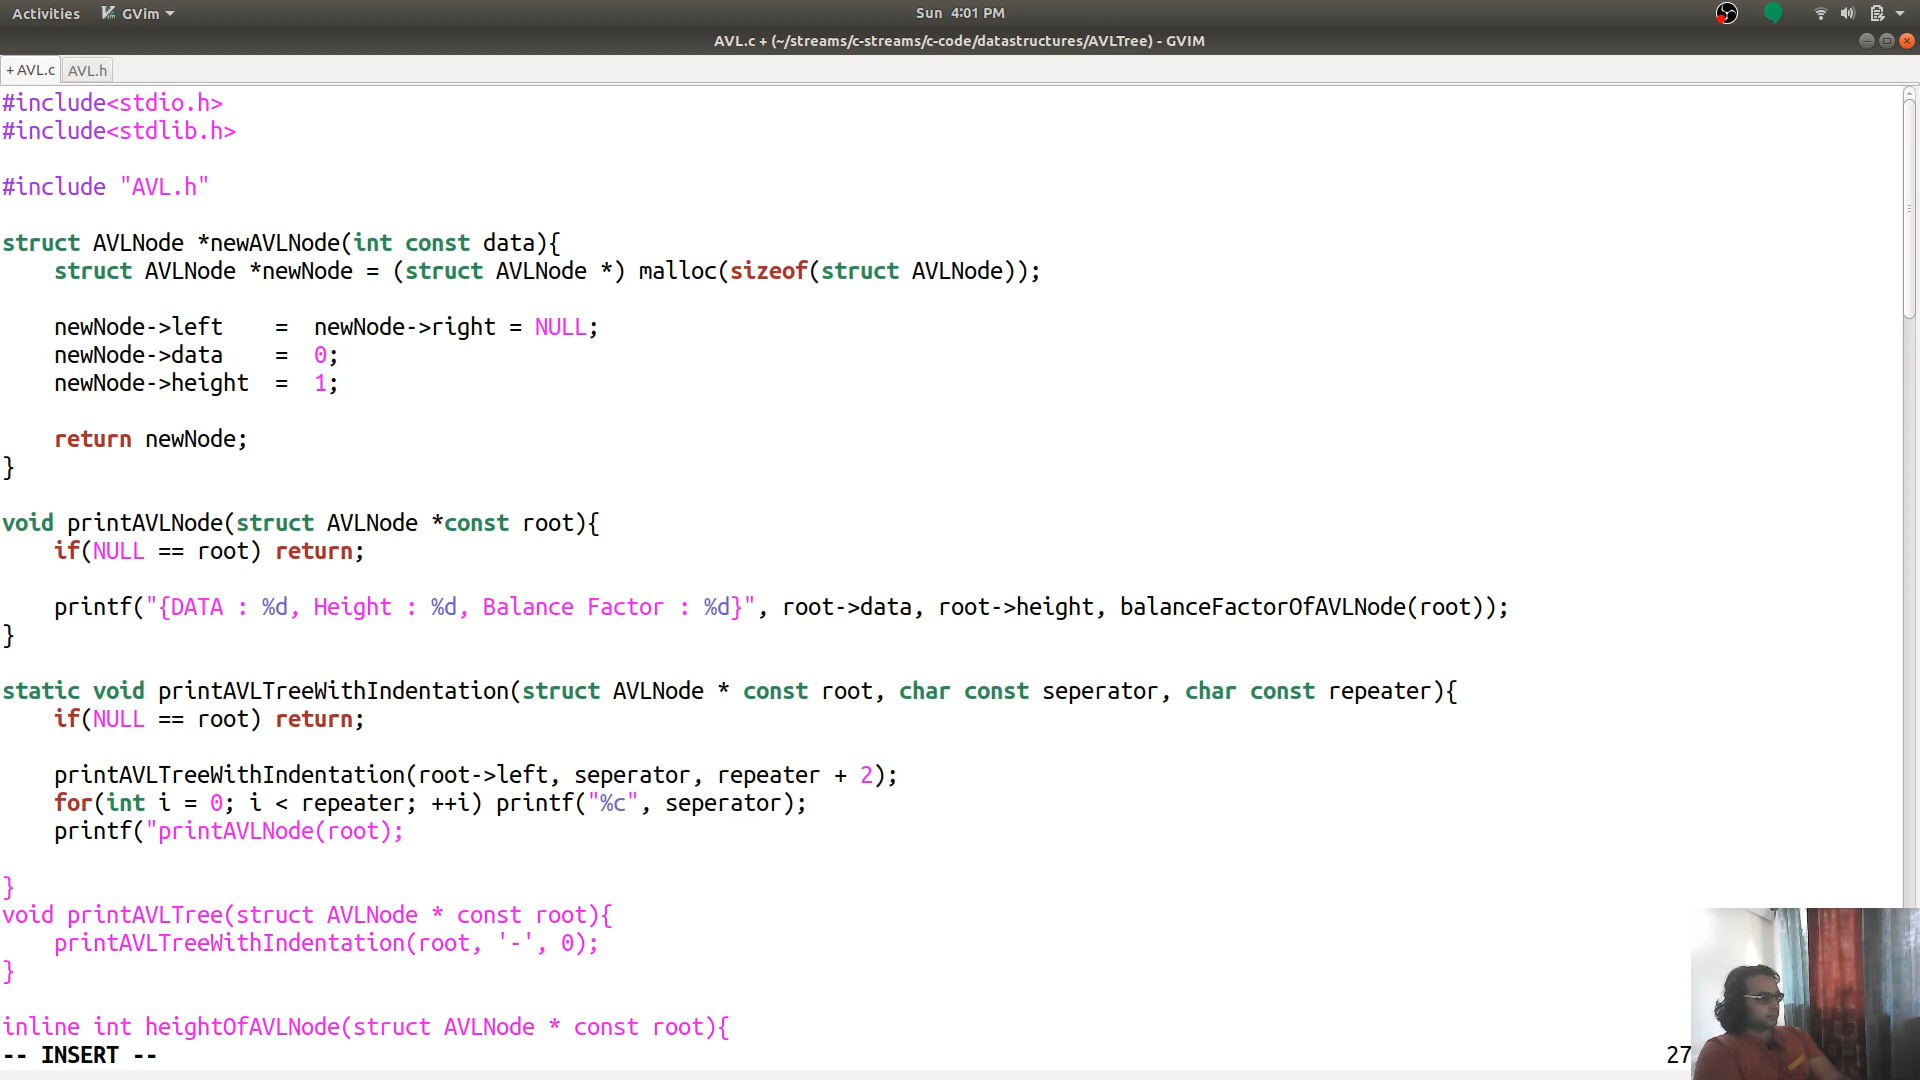 Activities GVim Sun 4:01 PM
AVL.c + (~/streams/c-streams/c-code/datastructures/AVLTree) - GVIM
+ AVL.c AVL.h
#include<stdio.h>
#include<stdlib.h>
#include "AVL.h"
struct AVLNode *newAVLNode(int const data){
    struct AVLNode *newNode = (struct AVLNode *) malloc(sizeof(struct AVLNode));
    newNode->left    =  newNode->right = NULL;
    newNode->data    =  0;
    newNode->height  =  1;
    return newNode;
}
void printAVLNode(struct AVLNode *const root){
    if(NULL == root) return;
    printf("{DATA : %d, Height : %d, Balance Factor : %d}", root->data, root->height, balanceFactorOfAVLNode(root));
}
static void printAVLTreeWithIndentation(struct AVLNode * const root, char const seperator, char const repeater){
    if(NULL == root) return;
    printAVLTreeWithIndentation(root->left, seperator, repeater + 2);
    for(int i = 0; i < repeater; ++i) printf("%c", seperator);
    printf("printAVLNode(root);
}
void printAVLTree(struct AVLNode * const root){
    printAVLTreeWithIndentation(root, '-', 0);
}
inline int heightOfAVLNode(struct AVLNode * const root){
-- INSERT -- 27